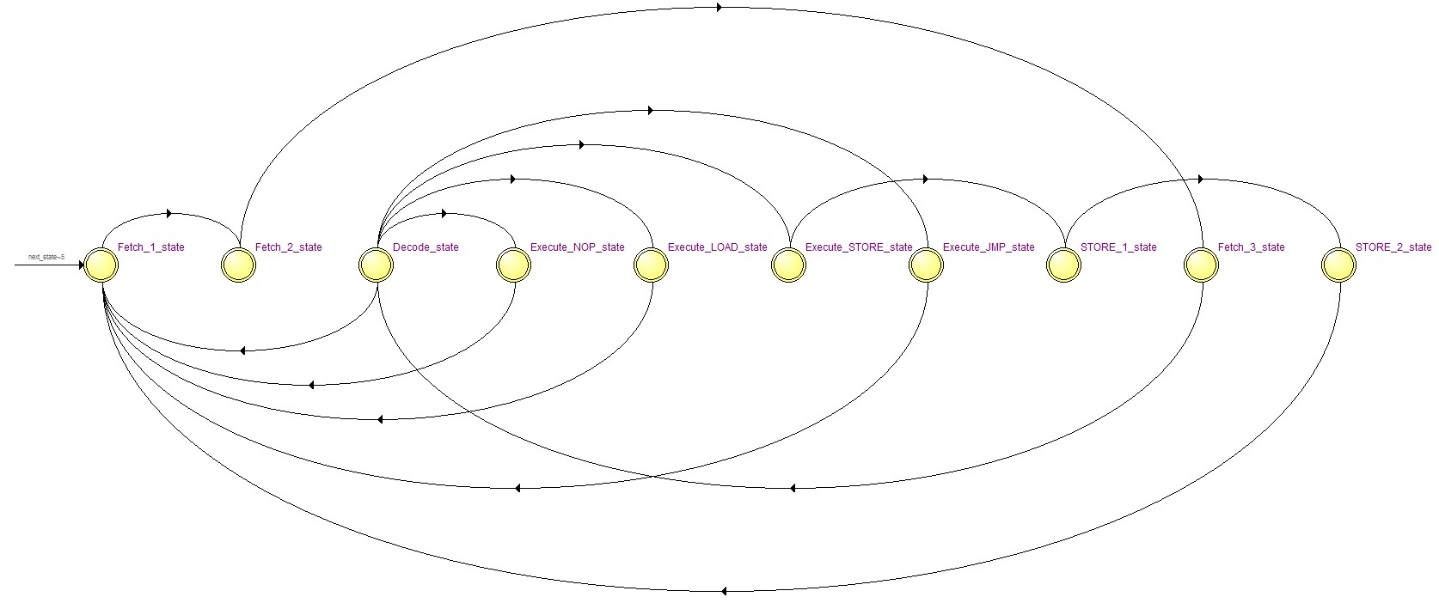 Fetch_1_state
Fetch_2_state
Decode_state
Execute_NOP_state
Execute_LOAD_state
Execute_STORE_state
Execute_JMP_state
STORE_1_state
Fetch_3_state
STORE_2_state
next_state~5